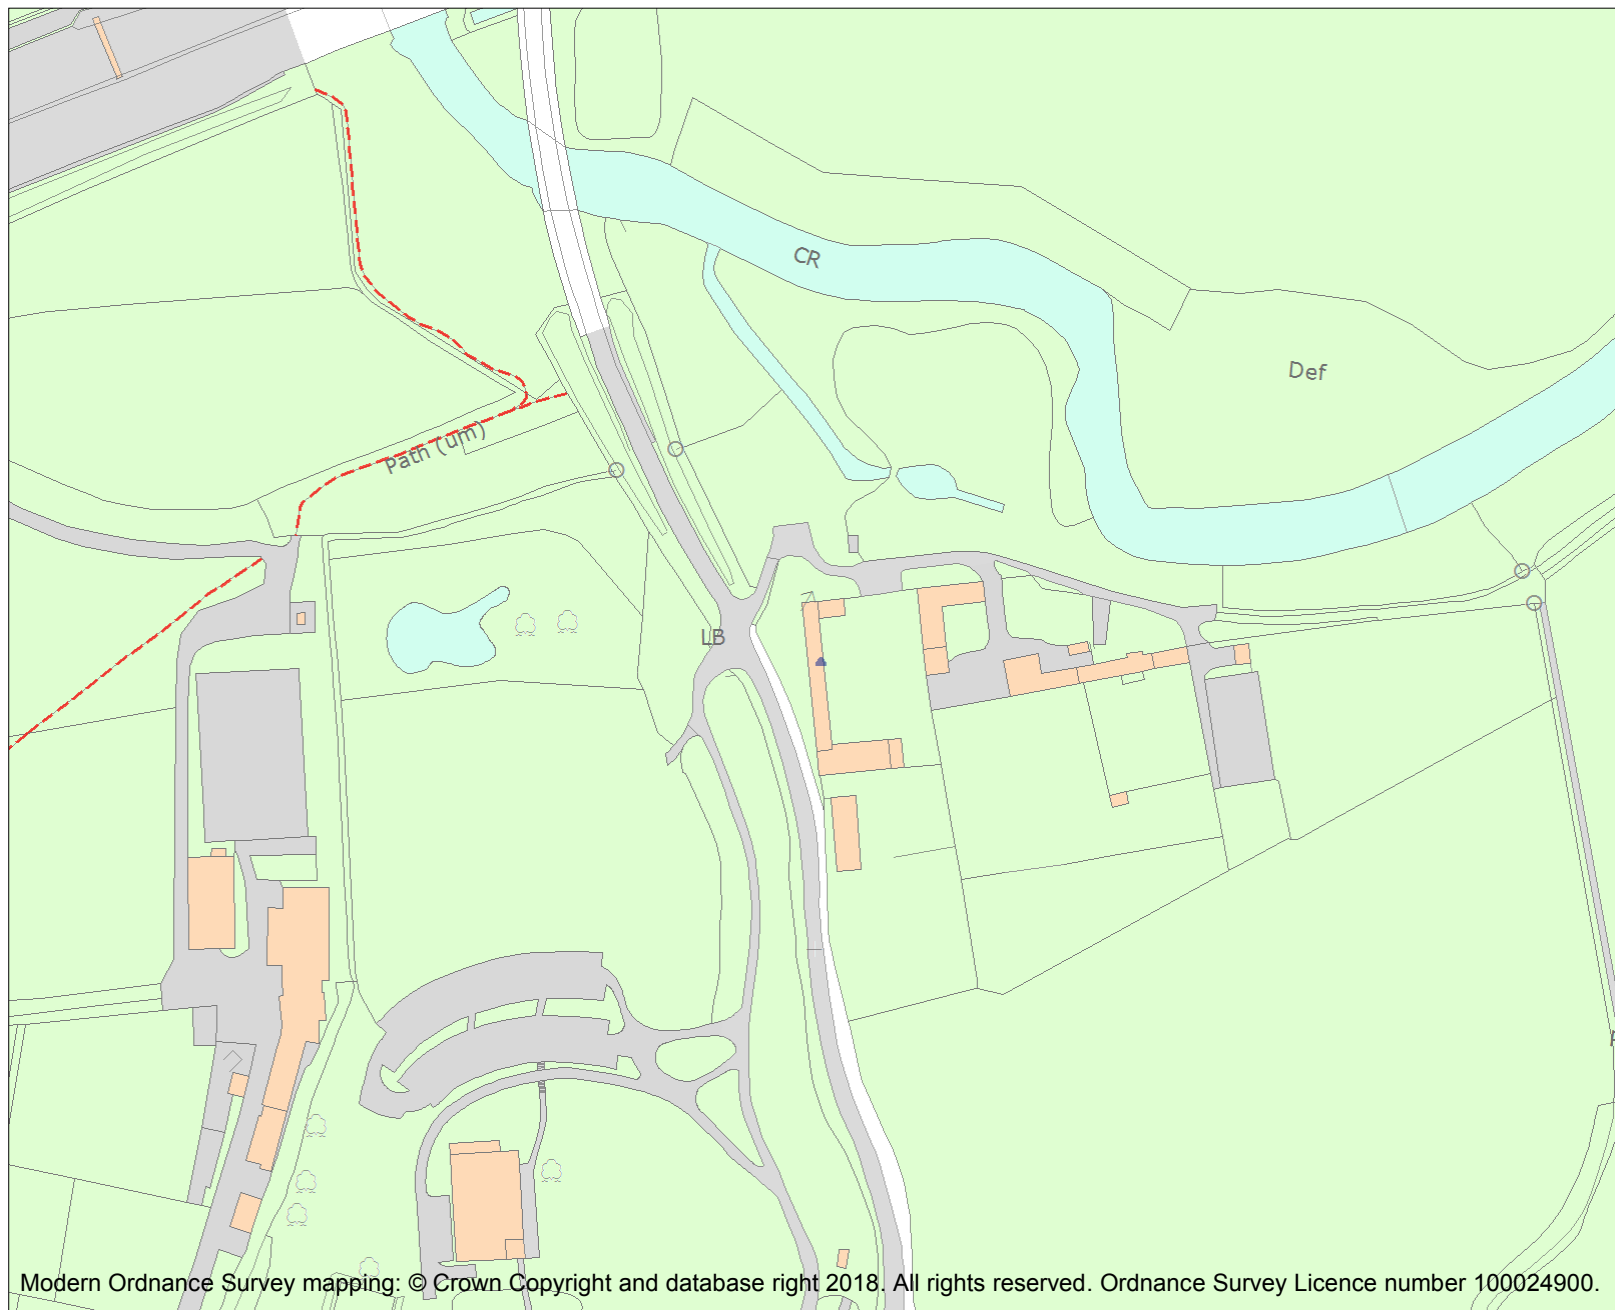 CR
Def
Path (um)
LB
Modern Ordnance Survey mapping: © Crown Copyright and database right 2018. All rights reserved. Ordnance Survey Licence number 100024900.